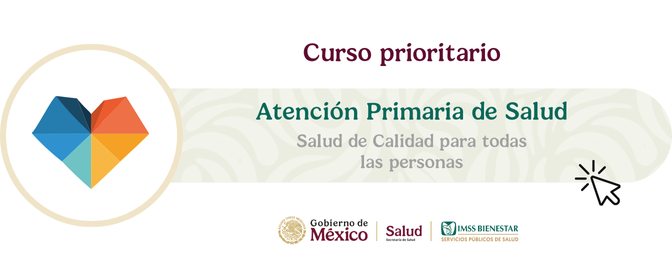 Curso prioritario
Atención Primaria de Salud
Salud de Calidad para todas
las personas
Gobierno de
México
Salud
Secretaría de Salud
IMSS BIENESTAR
SERVICIOS PÚBLICOS DE SALUD